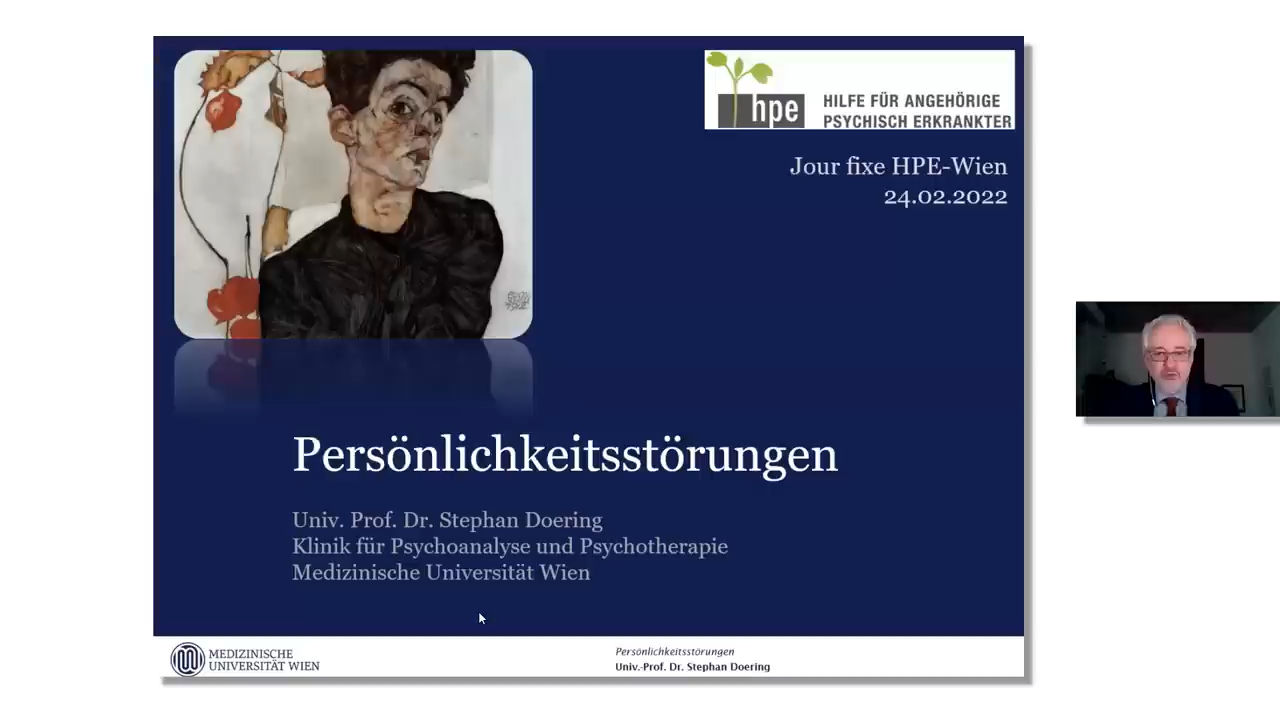 hpe
HILFE FÜR ANGEHÖRIGE
PSYCHISCH ERKRANKTER
Jour fixe HPE-Wien
24.02.2022
Persönlichkeitsstörungen
Univ. Prof. Dr. Stephan Doering
Klinik für Psychoanalyse und Psychotherapie
Medizinische Universität Wien
MEDIZINISCHE
UNIVERSITÄT WIEN
Persönlichkeitsstörungen
Univ.-Prof. Dr. Stephan Doering